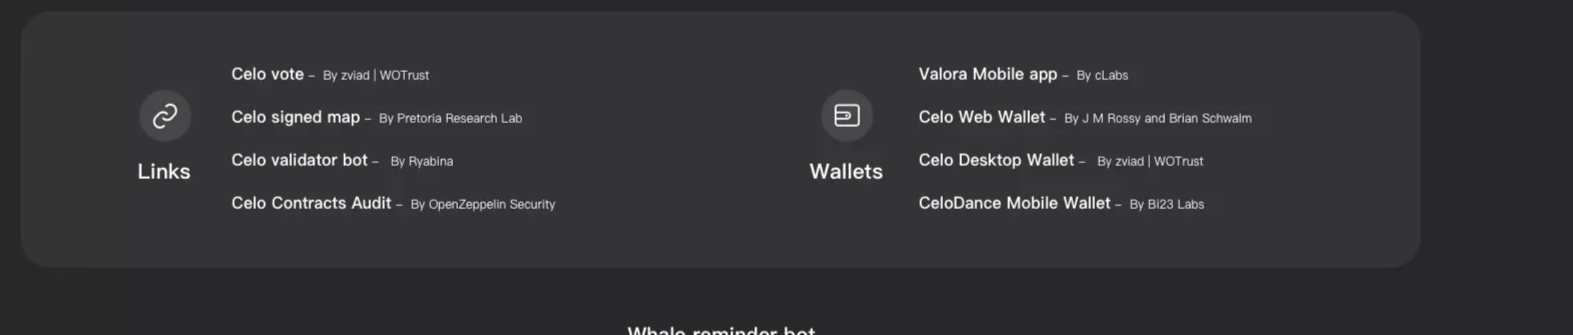 Links
Celo vote – By zviad | WOTrust
Celo signed map – By Pretoria Research Lab
Celo validator bot – By Ryabina
Celo Contracts Audit – By OpenZeppelin Security
Wallets
Valora Mobile app – By cLabs
Celo Web Wallet – By J M Rossy and Brian Schwalm
Celo Desktop Wallet – By zviad | WOTrust
CeloDance Mobile Wallet – By Bi23 Labs
Whale reminder bot